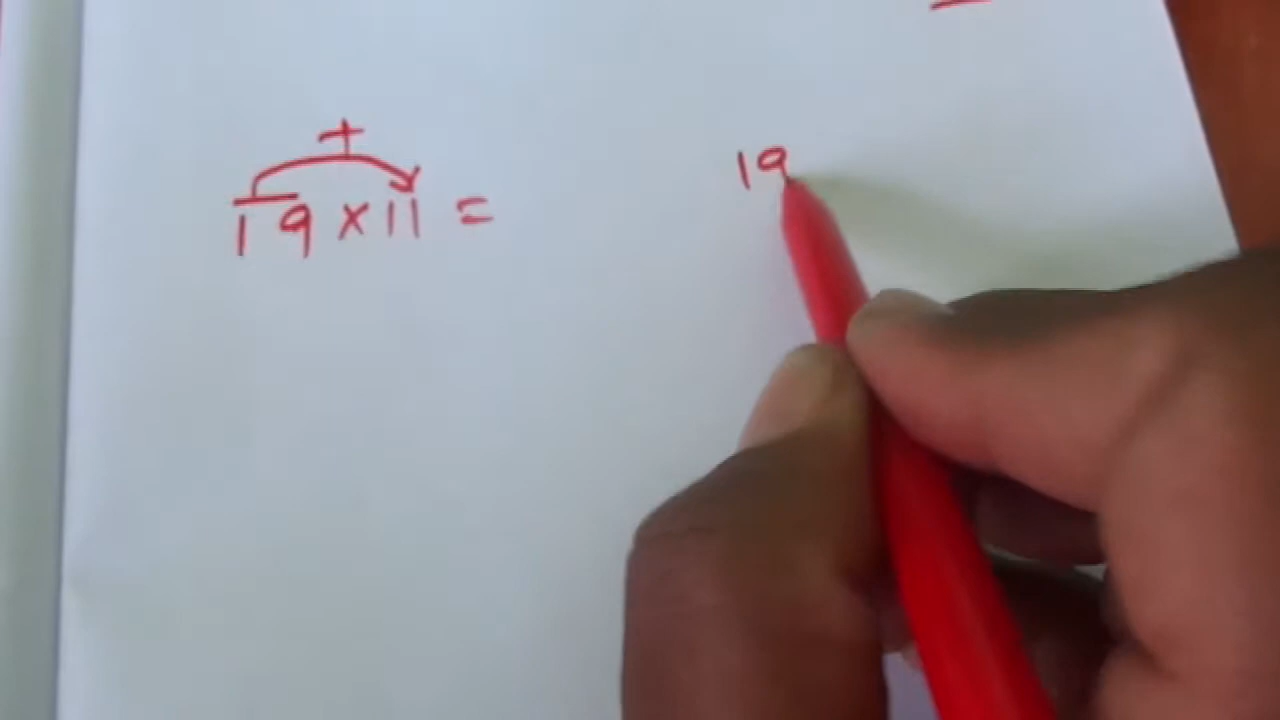 +
19 x 11 =
19